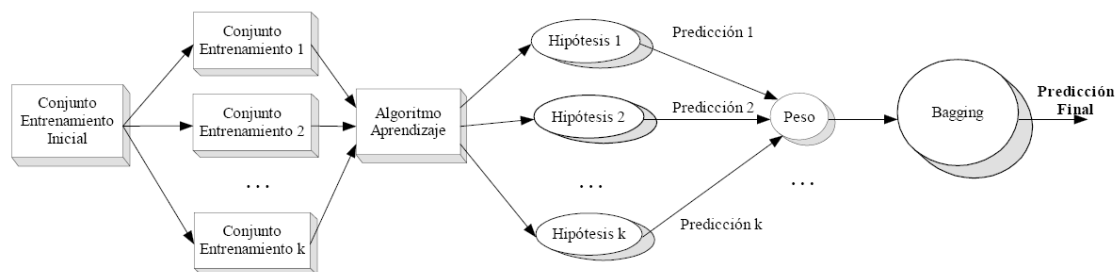 Conjunto
Entrenamiento
Inicial
Conjunto
Entrenamiento 1
Conjunto
Entrenamiento 2
. . .
Conjunto
Entrenamiento k
Algoritmo
Aprendizaje
Hipótesis 1
Hipótesis 2
. . .
Hipótesis k
Predicción 1
Predicción 2
Predicción k
Peso
. . .
Bagging
Predicción
Final